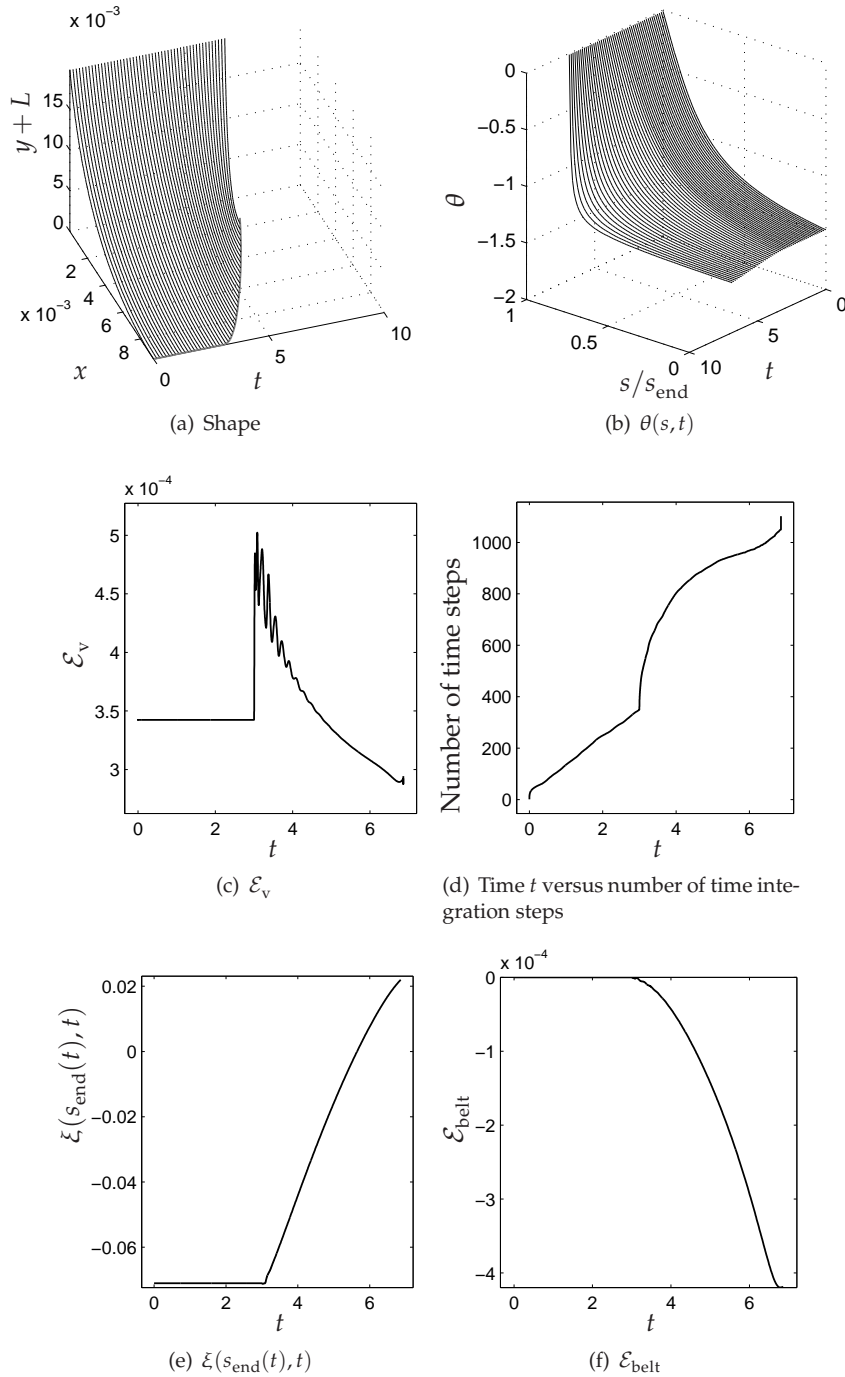 x 10⁻³
15
10
5
0
y + L
2
4
6
8
x 10⁻³
x
0
5
10
t
(a) Shape
0
−0.5
−1
−1.5
−2
θ
1
0.5
0
s/s_end
10
5
0
t
(b) θ(s, t)
x 10⁻⁴
5
4.5
4
3.5
3
ℰ_v
0
2
4
6
t
(c) ℰ_v
1000
800
600
400
200
0
Number of time steps
0
2
4
6
t
(d) Time t versus number of time inte-
gration steps
0.02
0
−0.02
−0.04
−0.06
ξ(s_end(t), t)
0
2
4
6
t
(e) ξ(s_end(t), t)
x 10⁻⁴
0
−1
−2
−3
−4
ℰ_belt
0
2
4
6
t
(f) ℰ_belt